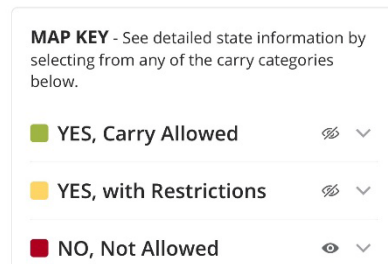 MAP KEY - See detailed state information by
selecting from any of the carry categories
below.
YES, Carry Allowed
YES, with Restrictions
NO, Not Allowed